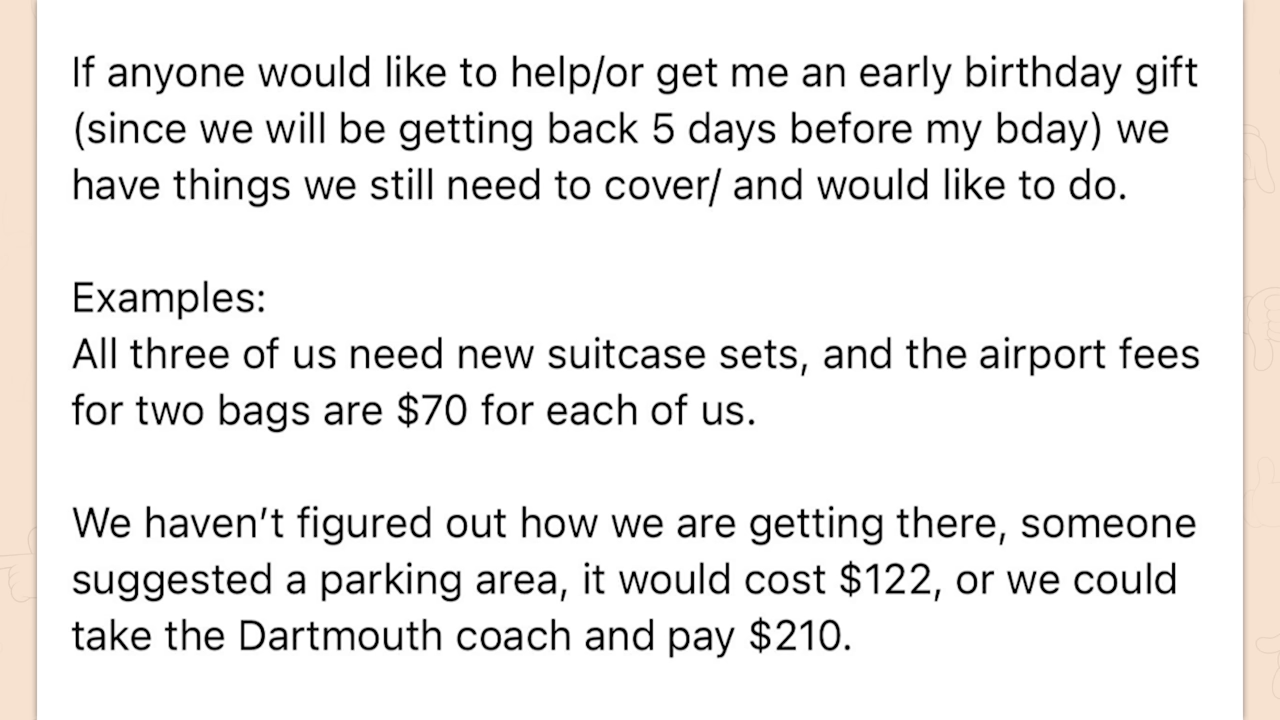 If anyone would like to help/or get me an early birthday gift
(since we will be getting back 5 days before my bday) we
have things we still need to cover/ and would like to do.
Examples:
All three of us need new suitcase sets, and the airport fees
for two bags are $70 for each of us.
We haven’t figured out how we are getting there, someone
suggested a parking area, it would cost $122, or we could
take the Dartmouth coach and pay $210.